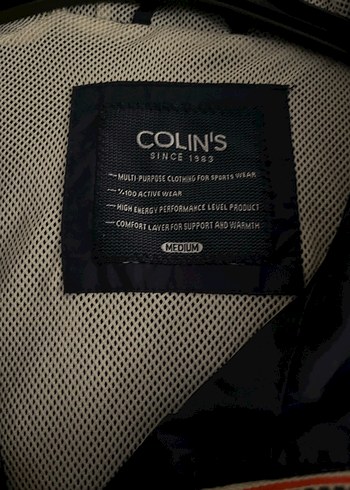 COLIN'S
SINCE 1983
MULTI-PURPOSE CLOTHING FOR SPORTS WEAR
%100 ACTIVE WEAR
HIGH ENERGY PERFORMANCE LEVEL PRODUCT
COMFORT LAYER FOR SUPPORT AND WARMTH
MEDIUM